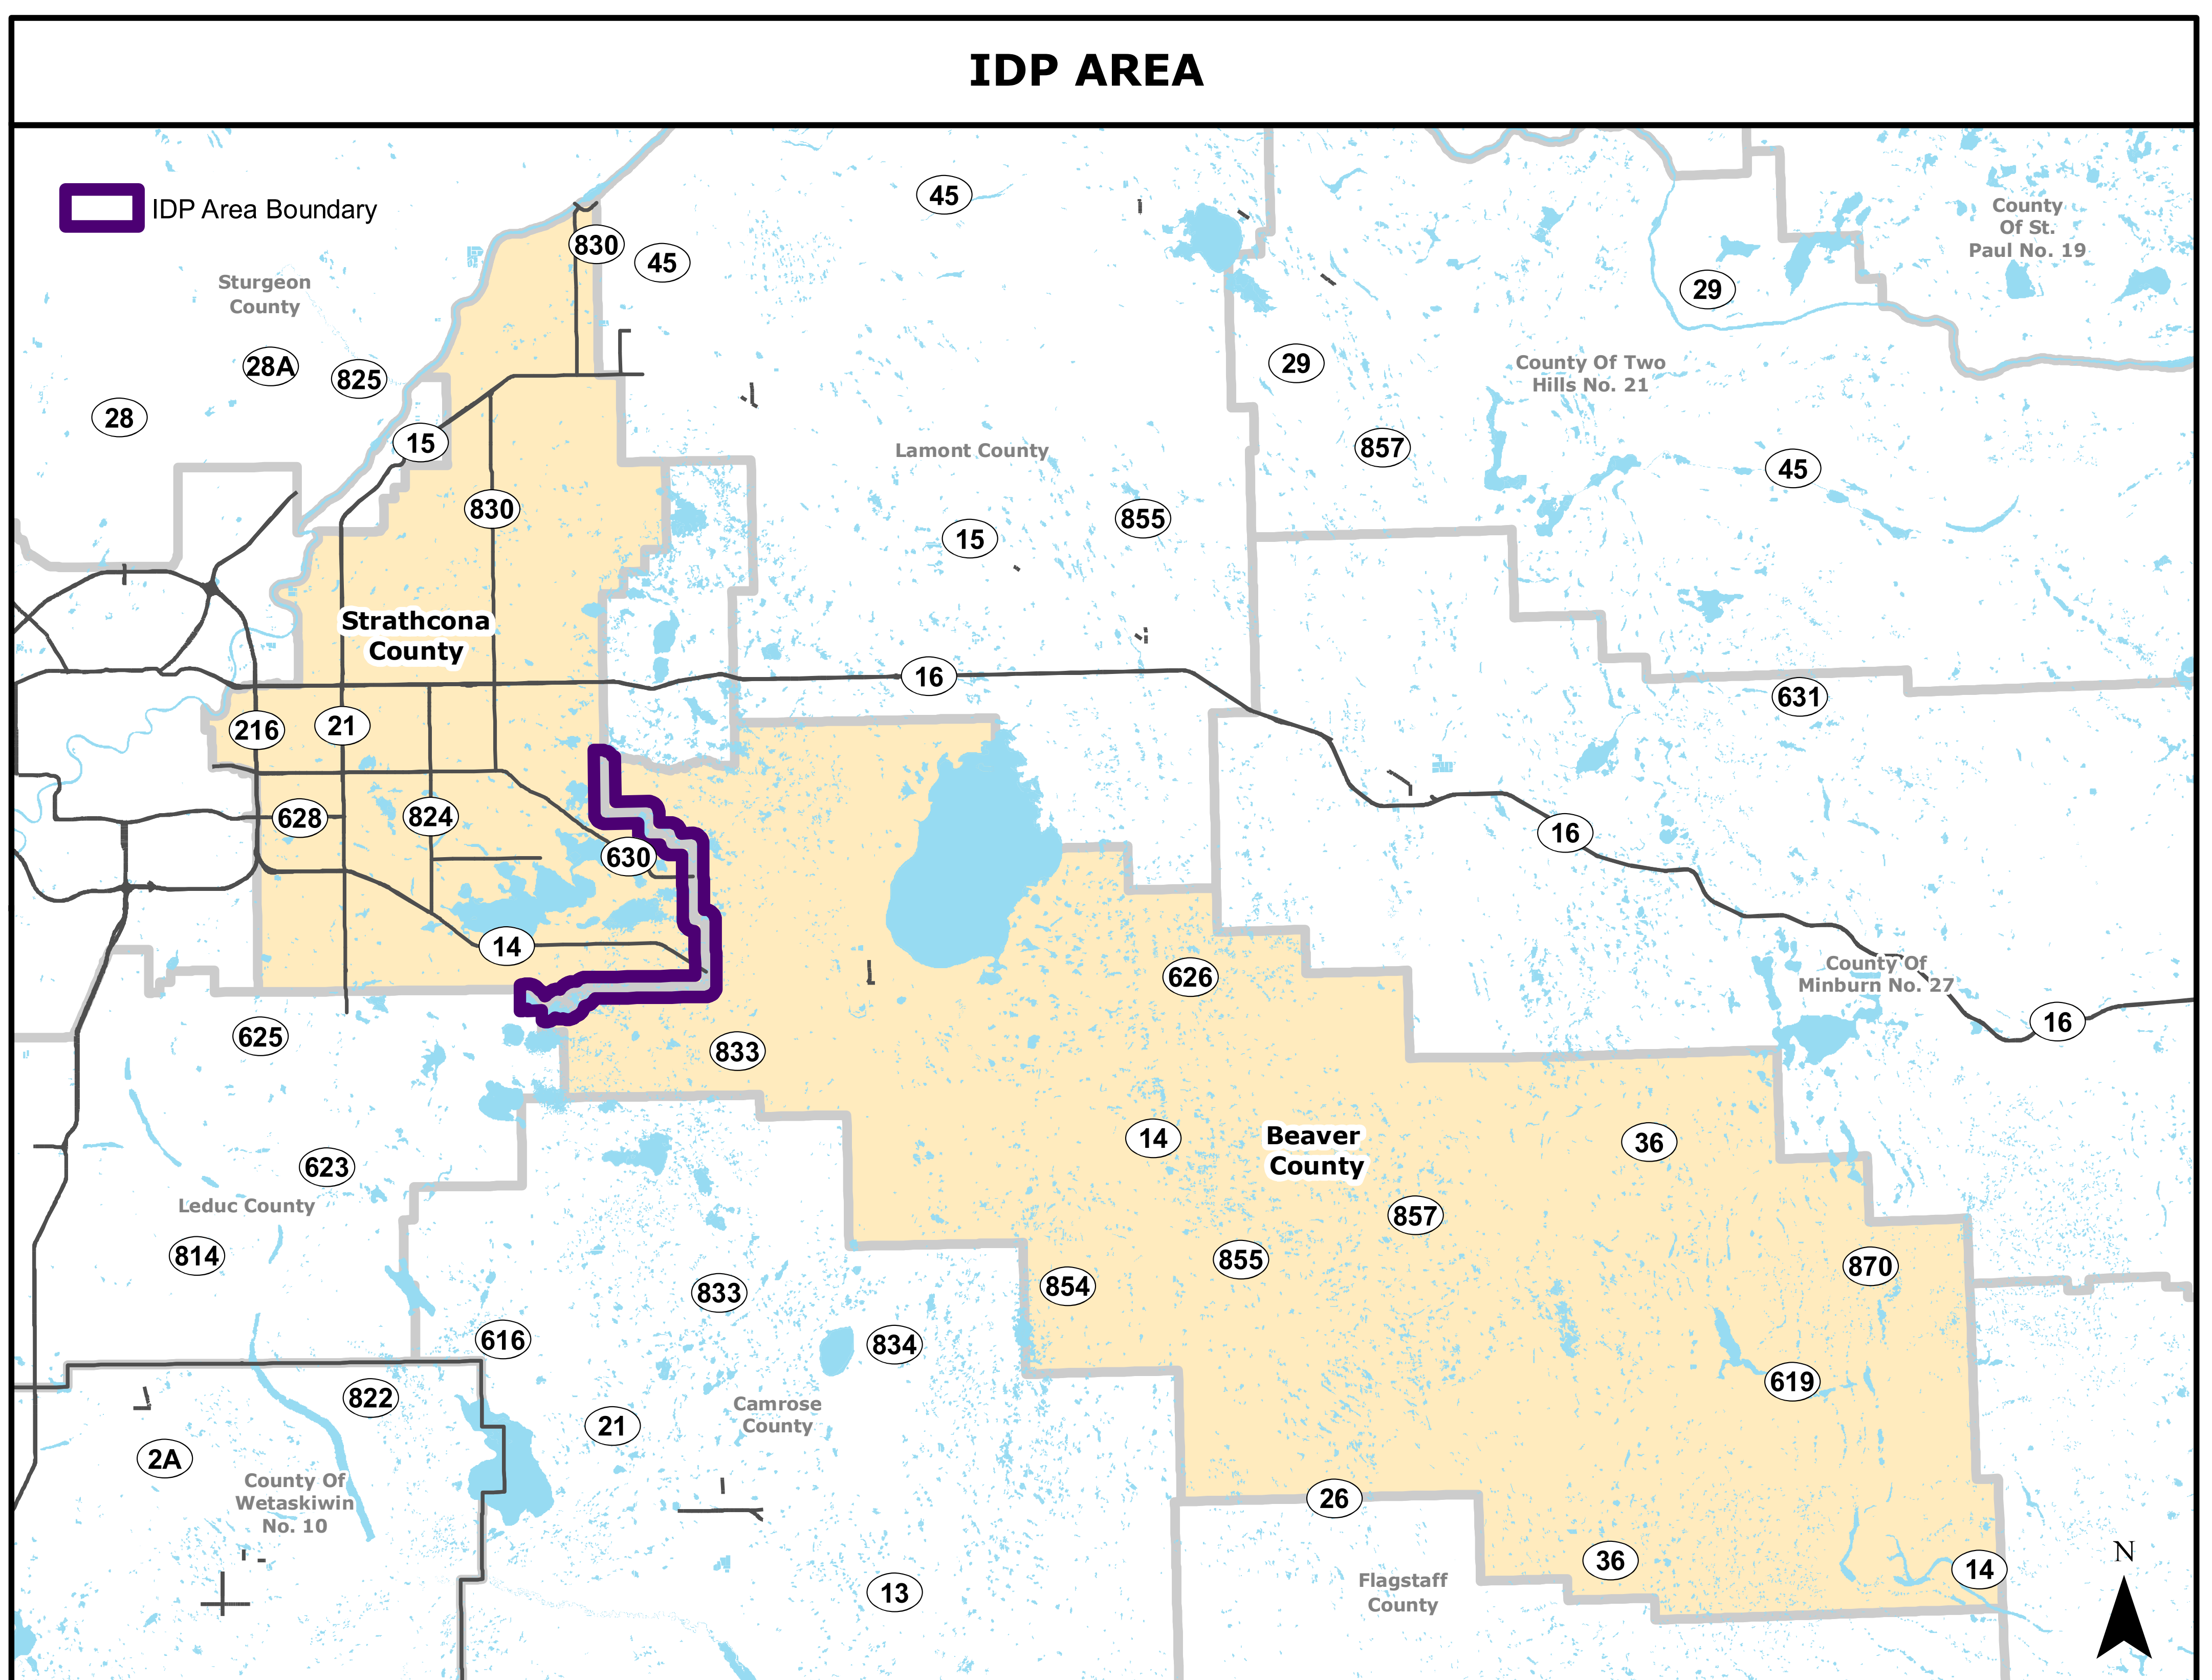 IDP AREA
IDP Area Boundary
45
830
45
County
Of St.
Paul No. 19
Sturgeon
County
29
28A
825
29
County Of Two
Hills No. 21
28
15
Lamont County
857
45
830
855
15
Strathcona
County
16
631
216
21
628
824
16
630
14
626
County Of
Minburn No. 27
16
625
833
14
Beaver
County
36
623
Leduc County
857
814
855
870
854
833
616
834
619
822
Camrose
County
21
2A
County Of
Wetaskiwin
No. 10
26
36
N
14
Flagstaff
County
13